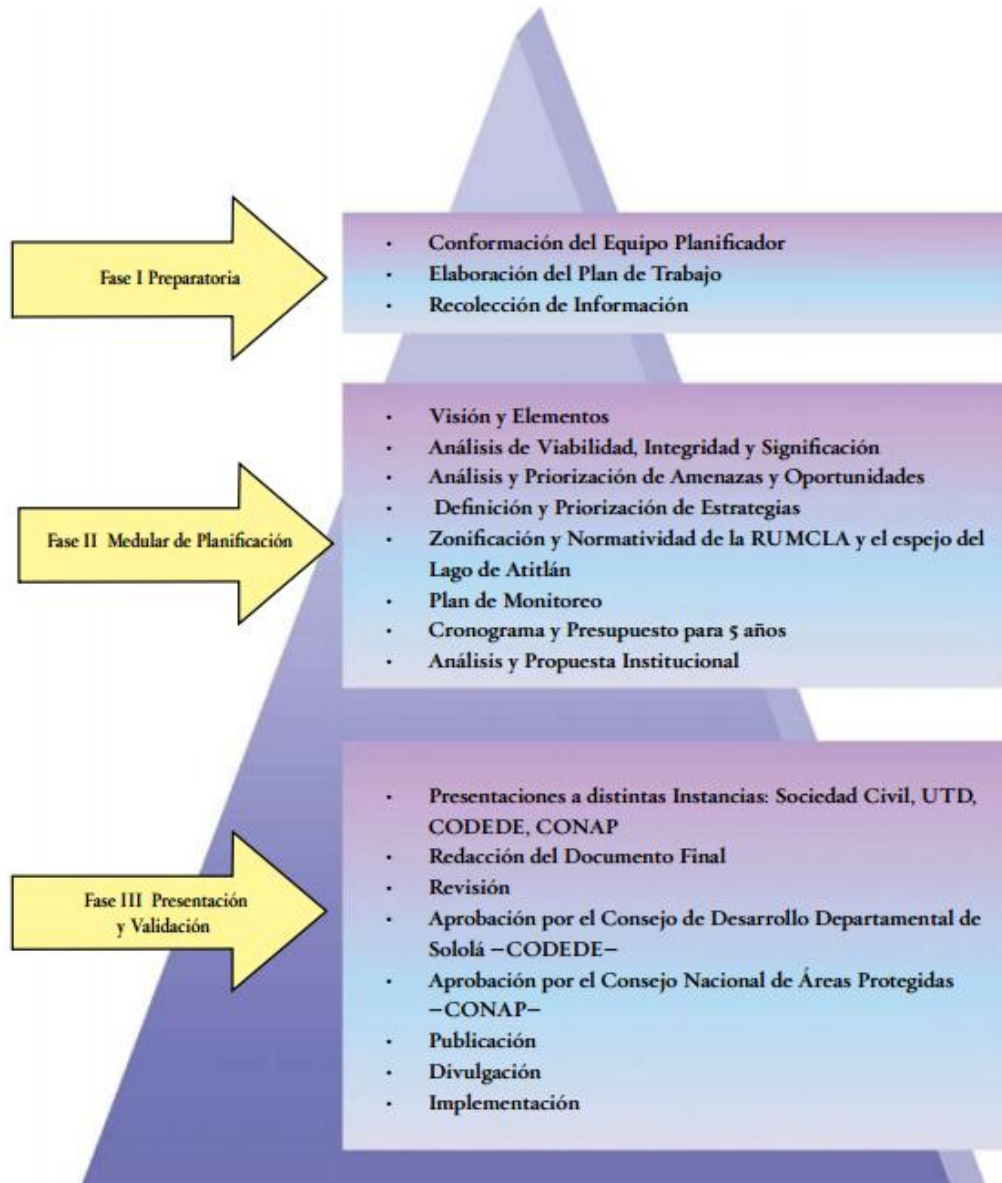 Fase I Preparatoria
· Conformación del Equipo Planificador
· Elaboración del Plan de Trabajo
· Recolección de Información
Fase II Medular de Planificación
· Visión y Elementos
· Análisis de Viabilidad, Integridad y Significación
· Análisis y Priorización de Amenazas y Oportunidades
· Definición y Priorización de Estrategias
· Zonificación y Normatividad de la RUMCLA y el espejo del
Lago de Atitlán
· Plan de Monitoreo
· Cronograma y Presupuesto para 5 años
· Análisis y Propuesta Institucional
Fase III Presentación
y Validación
· Presentaciones a distintas Instancias: Sociedad Civil, UTD,
CODEDE, CONAP
· Redacción del Documento Final
· Revisión
· Aprobación por el Consejo de Desarrollo Departamental de
Sololá –CODEDE–
· Aprobación por el Consejo Nacional de Áreas Protegidas
–CONAP–
· Publicación
· Divulgación
· Implementación